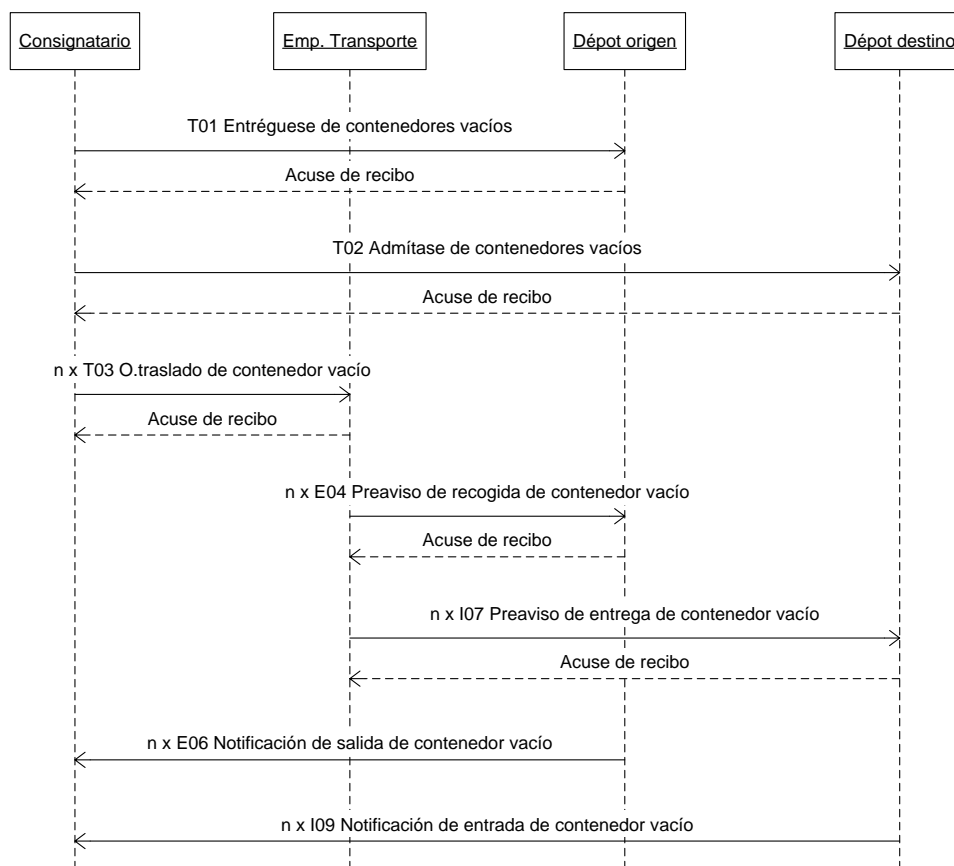 Consignatario
Emp. Transporte
Dépot origen
Dépot destino
T01 Entréguese de contenedores vacíos
Acuse de recibo
T02 Admítase de contenedores vacíos
Acuse de recibo
n x T03 O.traslado de contenedor vacío
Acuse de recibo
n x E04 Preaviso de recogida de contenedor vacío
Acuse de recibo
n x I07 Preaviso de entrega de contenedor vacío
Acuse de recibo
n x E06 Notificación de salida de contenedor vacío
n x I09 Notificación de entrada de contenedor vacío